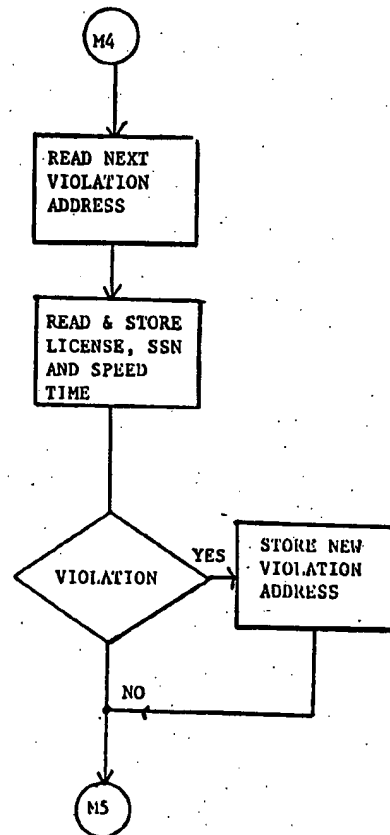 M4
READ NEXT
VIOLATION
ADDRESS
READ & STORE
LICENSE, SSN
AND SPEED
TIME
VIOLATION
YES
STORE NEW
VIOLATION
ADDRESS
NO
M5